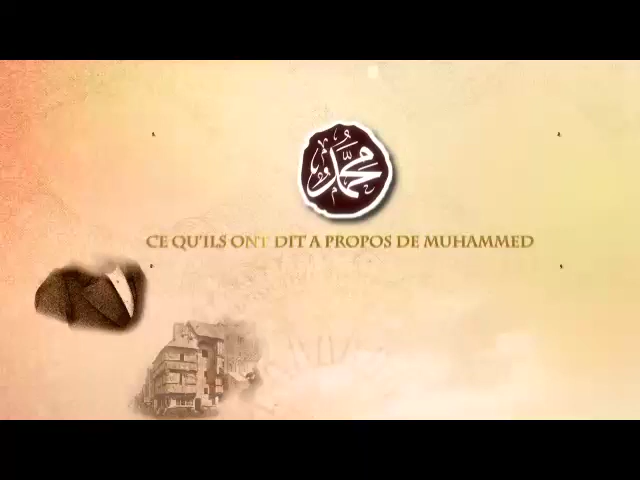 محمد
CE QU'ILS ONT DIT A PROPOS DE MUHAMMED